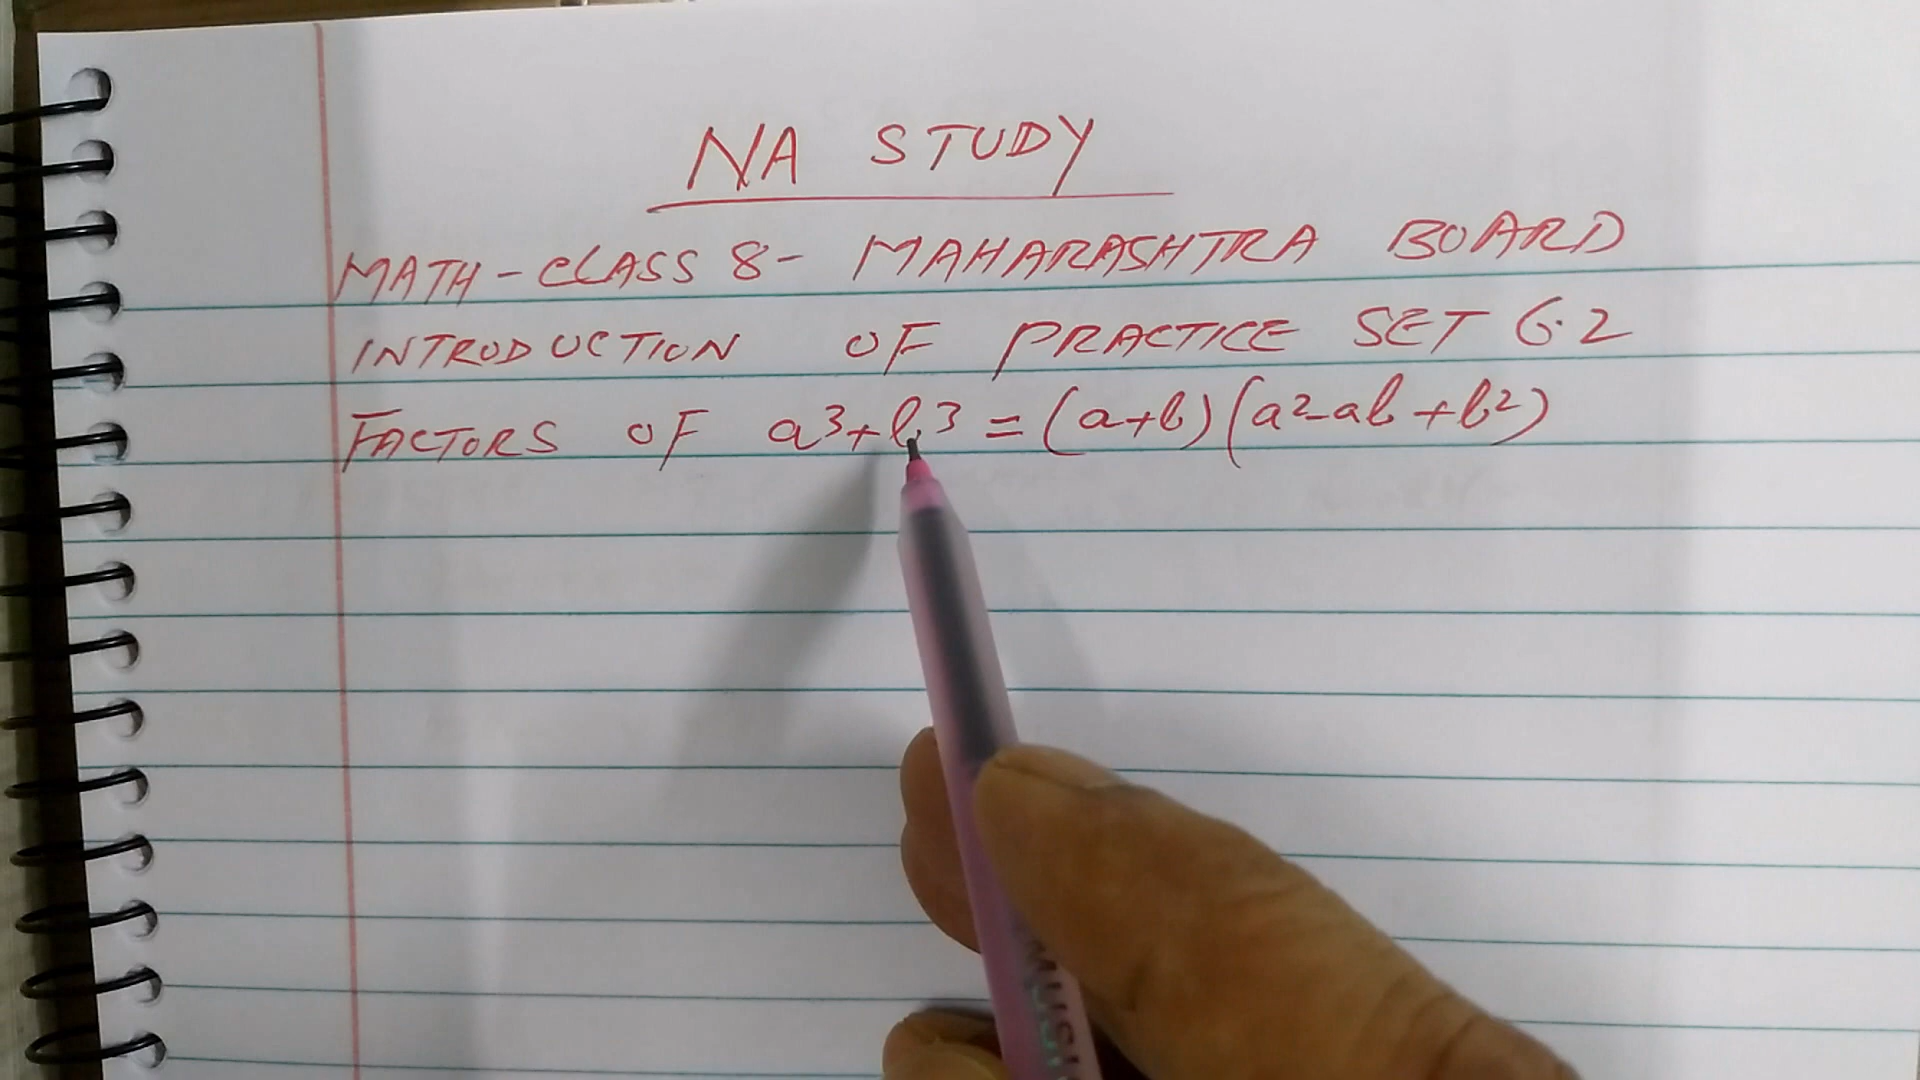 NA STUDY
MATH - CLASS 8 - MAHARASHTRA BOARD
INTRODUCTION OF PRACTICE SET 6.2
FACTORS OF a³+b³ = (a+b)(a²-ab+b²)